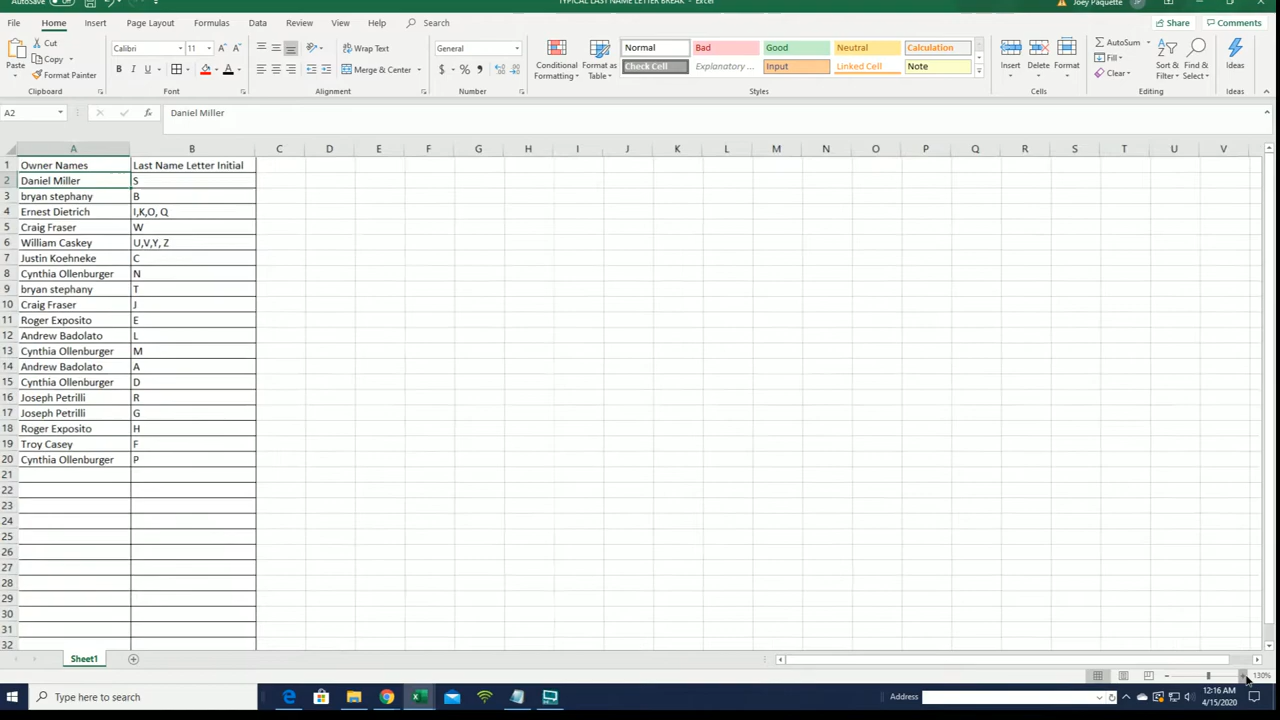 AutoSave Off TYPICAL LAST NAME LETTER BREAK - Excel Joey Paquette
File Home Insert Page Layout Formulas Data Review View Help Search Share Comments
Paste Cut Copy Format Painter Clipboard
Calibri 11 A A B I U A Font
Wrap Text Merge & Center Alignment
General $ % , Number
Conditional Formatting Format as Table
Normal Bad Good Neutral Calculation
Check Cell Explanatory ... Input Linked Cell Note
Styles
Insert Delete Format Cells
AutoSum Fill Clear Sort & Filter Find & Select Editing
Ideas Ideas
A2 fx Daniel Miller
A B C D E F G H I J K L M N O P Q R S T U V
1 Owner Names Last Name Letter Initial
2 Daniel Miller S
3 bryan stephany B
4 Ernest Dietrich I,K,O, Q
5 Craig Fraser W
6 William Caskey U,V,Y, Z
7 Justin Koehneke C
8 Cynthia Ollenburger N
9 bryan stephany T
10 Craig Fraser J
11 Roger Exposito E
12 Andrew Badolato L
13 Cynthia Ollenburger M
14 Andrew Badolato A
15 Cynthia Ollenburger D
16 Joseph Petrilli R
17 Joseph Petrilli G
18 Roger Exposito H
19 Troy Casey F
20 Cynthia Ollenburger P
21
22
23
24
25
26
27
28
29
30
31
32
Sheet1
130%
Type here to search Address 12:16 AM
4/15/2020